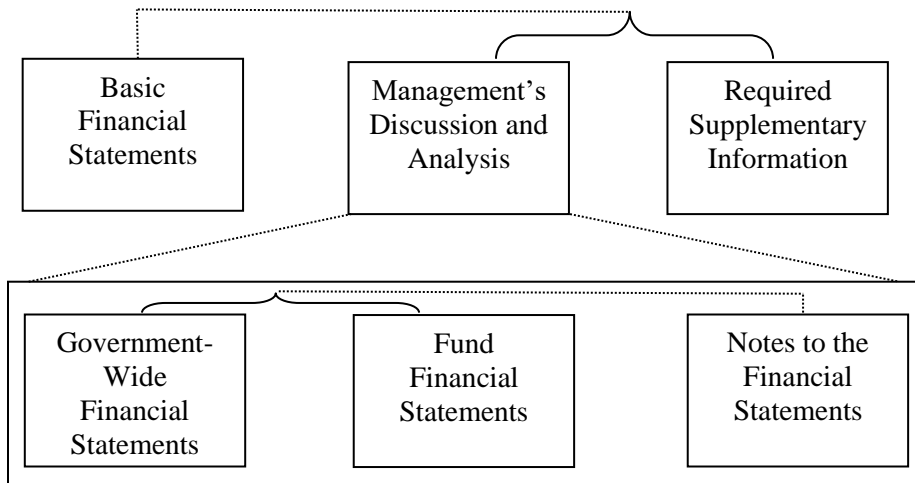 Basic
Financial
Statements
Management’s
Discussion and
Analysis
Required
Supplementary
Information
Government-
Wide
Financial
Statements
Fund
Financial
Statements
Notes to the
Financial
Statements